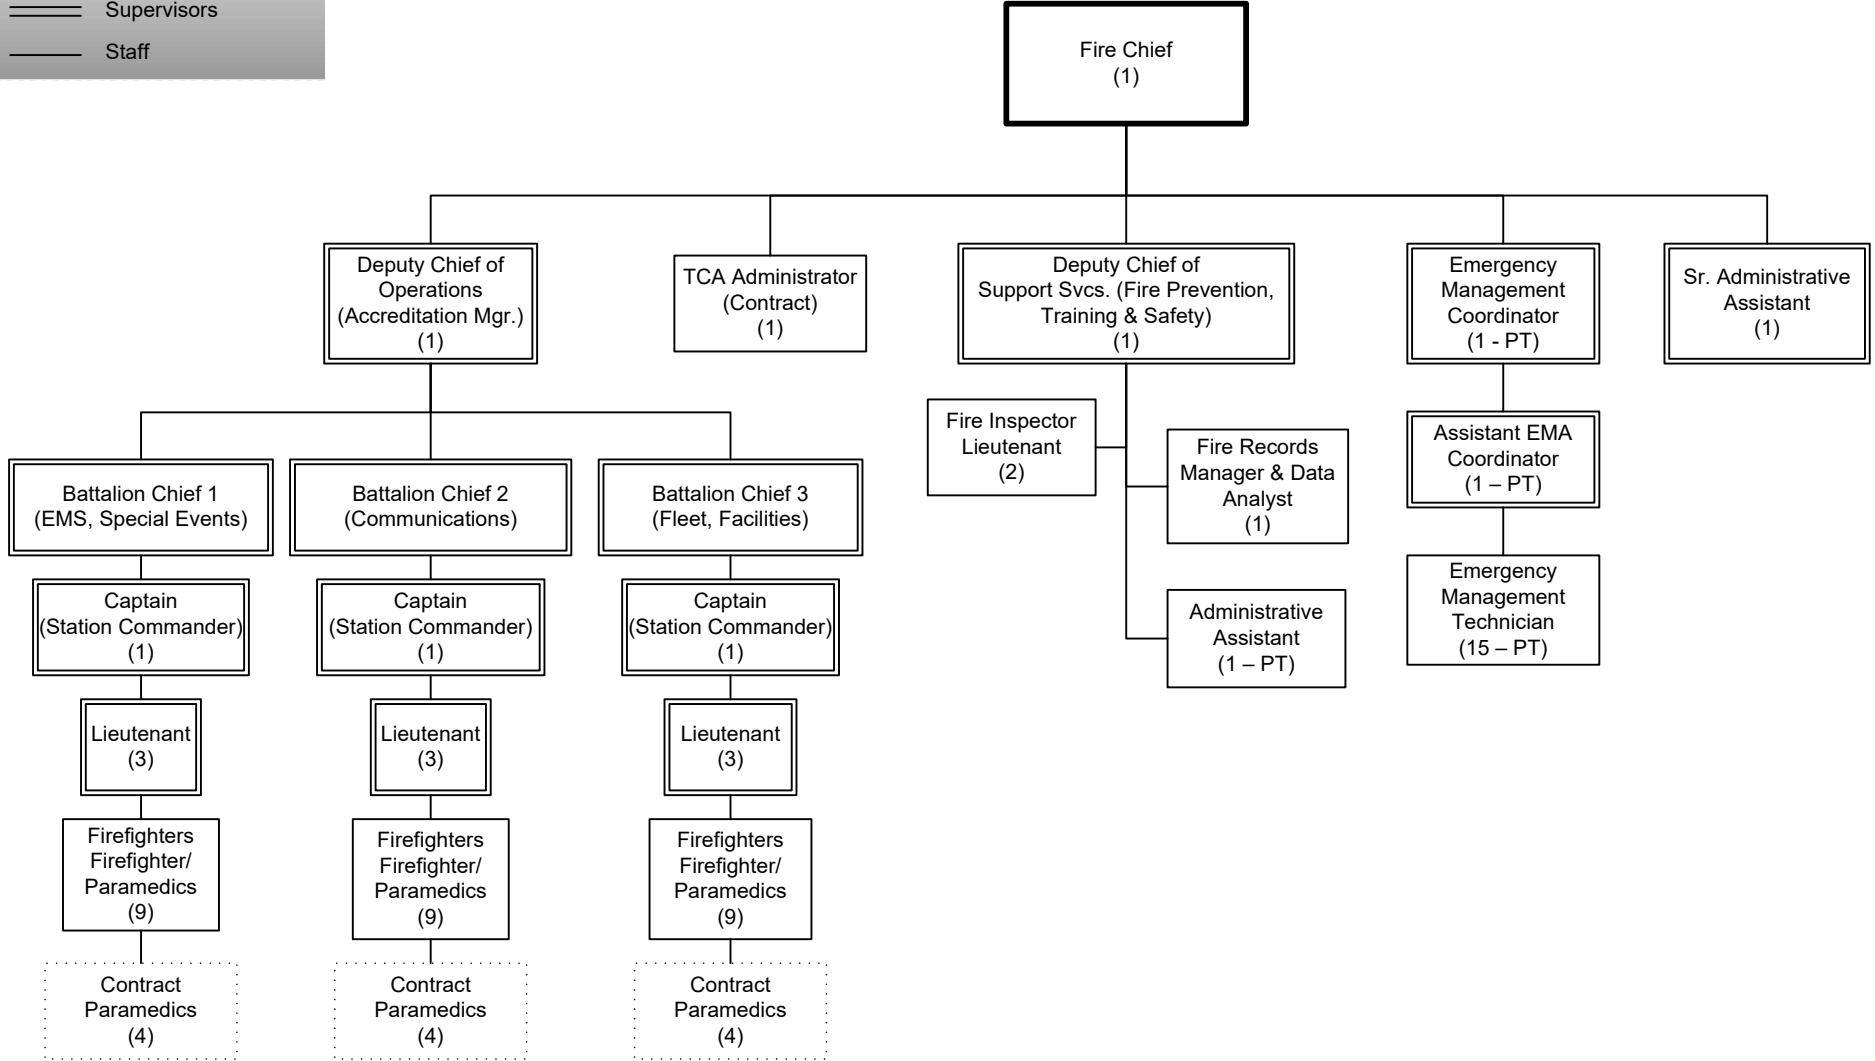 Supervisors
Staff
Fire Chief
(1)
Deputy Chief of
Operations
(Accreditation Mgr.)
(1)
TCA Administrator
(Contract)
(1)
Deputy Chief of
Support Svcs. (Fire Prevention,
Training & Safety)
(1)
Emergency
Management
Coordinator
(1 - PT)
Sr. Administrative
Assistant
(1)
Fire Inspector
Lieutenant
(2)
Fire Records
Manager & Data
Analyst
(1)
Administrative
Assistant
(1 – PT)
Assistant EMA
Coordinator
(1 – PT)
Emergency
Management
Technician
(15 – PT)
Battalion Chief 1
(EMS, Special Events)
Captain
(Station Commander)
(1)
Lieutenant
(3)
Firefighters
Firefighter/
Paramedics
(9)
Contract
Paramedics
(4)
Battalion Chief 2
(Communications)
Captain
(Station Commander)
(1)
Lieutenant
(3)
Firefighters
Firefighter/
Paramedics
(9)
Contract
Paramedics
(4)
Battalion Chief 3
(Fleet, Facilities)
Captain
(Station Commander)
(1)
Lieutenant
(3)
Firefighters
Firefighter/
Paramedics
(9)
Contract
Paramedics
(4)